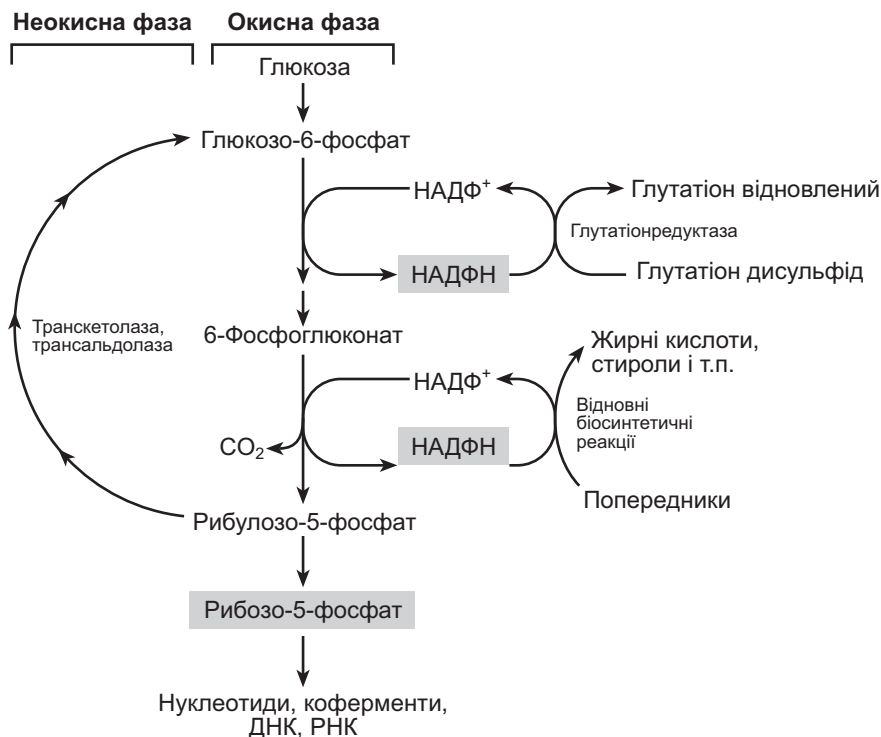 Неокисна фаза
Окисна фаза
Глюкоза
Глюкозо-6-фосфат
НАДФ⁺
Глутатіон відновлений
Глутатіонредуктаза
НАДФН
Глутатіон дисульфід
Транскетолаза,
трансальдолаза
6-Фосфоглюконат
Жирні кислоти,
стироли і т.п.
НАДФ⁺
Відновні
біосинтетичні
реакції
CO₂
НАДФН
Попередники
Рибулозо-5-фосфат
Рибозо-5-фосфат
Нуклеотиди, коферменти,
ДНК, РНК